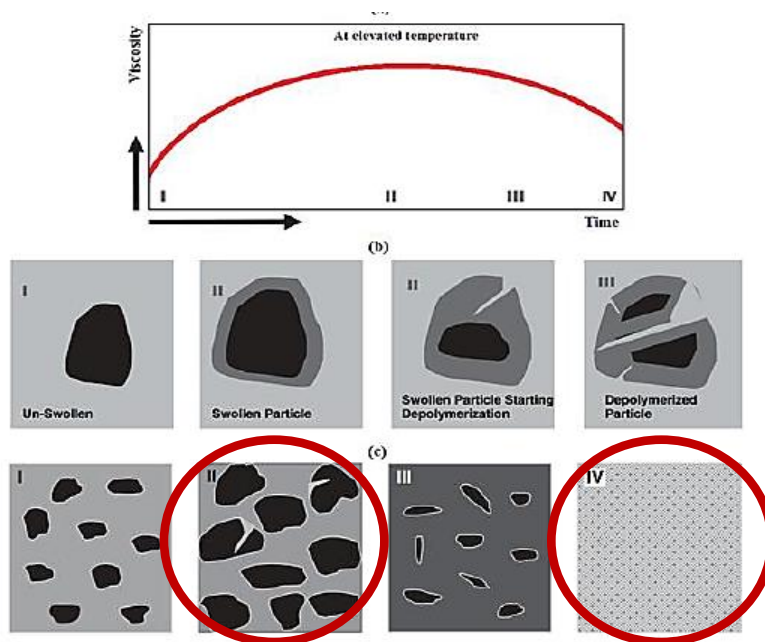 At elevated temperature
Viscosity
I II III IV
Time
(b)
I
II
II
III
Un-Swollen
Swollen Particle
Swollen Particle Starting
Depolymerization
Depolymerized
Particle
(c)
I
II
III
IV